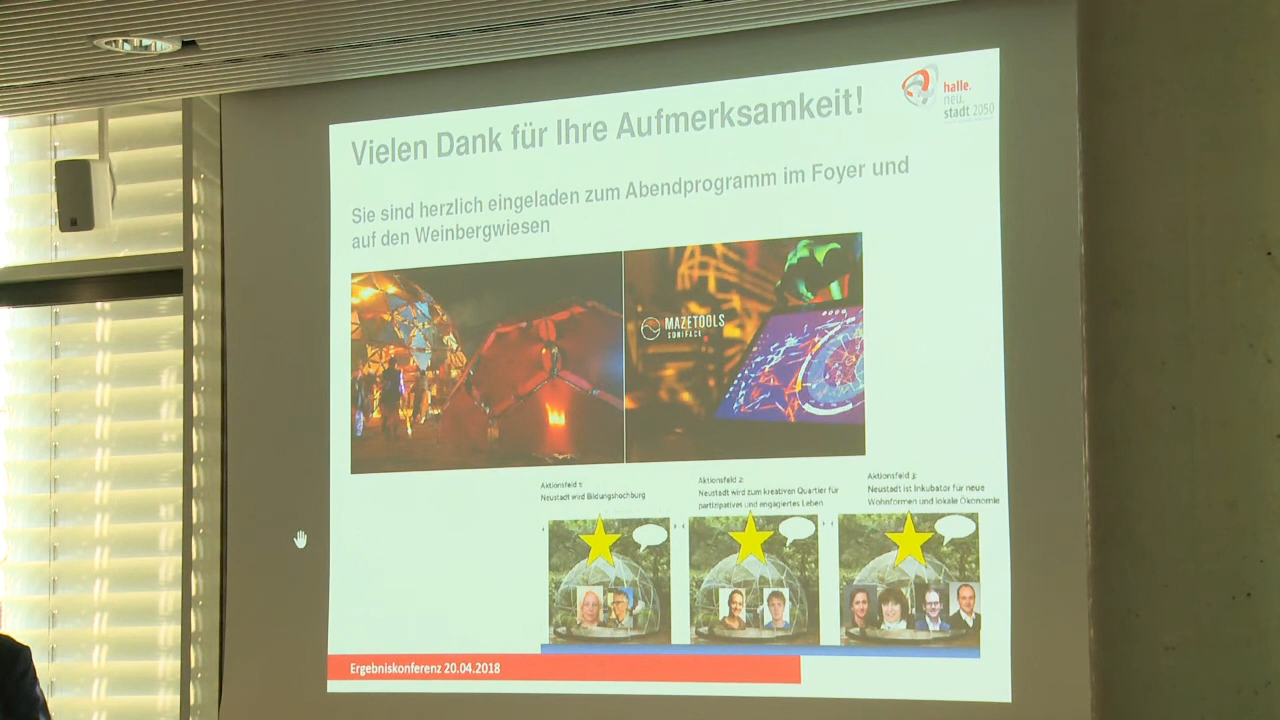 Vielen Dank für Ihre Aufmerksamkeit!
halle.
neu.
stadt 2050
Sie sind herzlich eingeladen zum Abendprogramm im Foyer und
auf den Weinbergwiesen
MAZETOOLS
Aktionsfeld 1:
Neustadt wird Bildungshochburg
Aktionsfeld 2:
Neustadt wird zum kreativen Quartier für
partizipatives und engagiertes Leben
Aktionsfeld 3:
Neustadt ist Inkubator für neue
Wohnformen und lokale Ökonomie
Ergebniskonferenz 20.04.2018